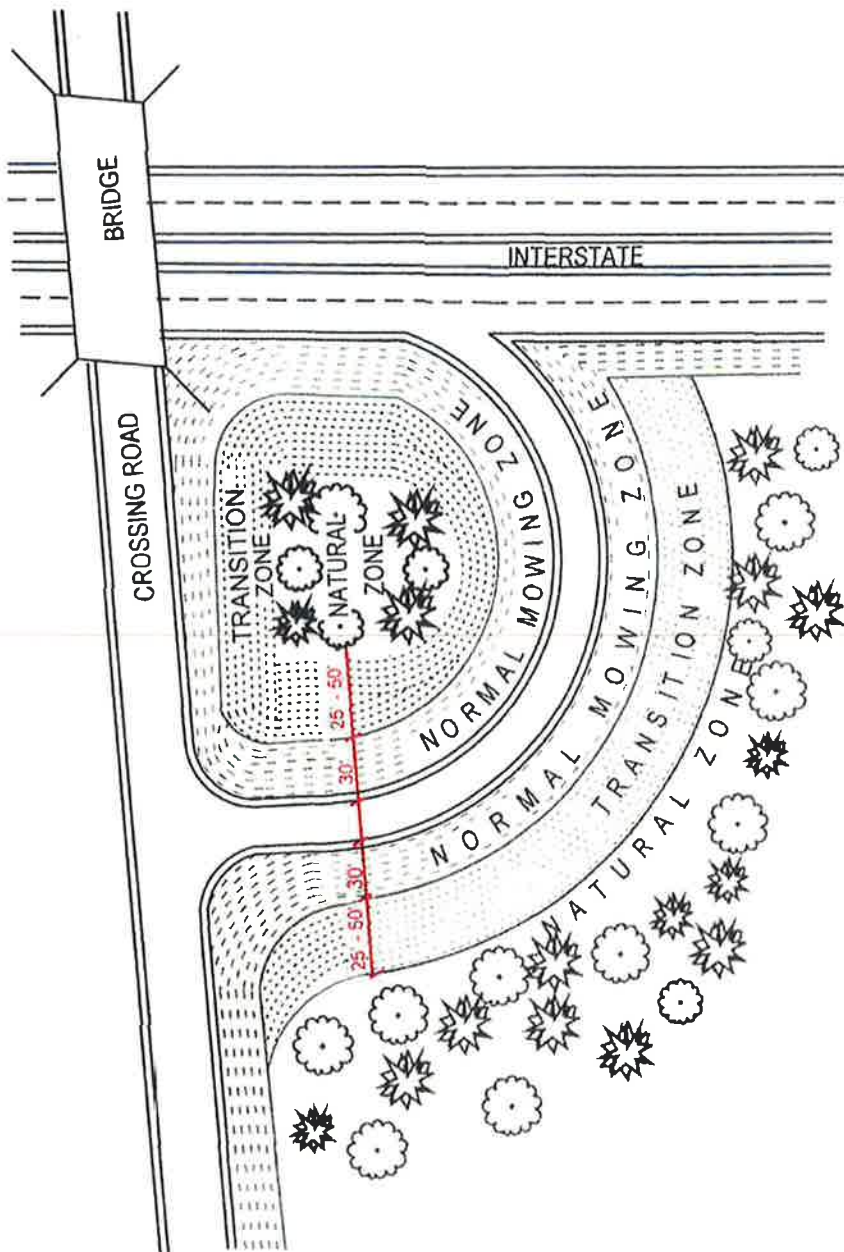 BRIDGE
INTERSTATE
CROSSING ROAD
TRANSITION
ZONE
NATURAL
ZONE
NORMAL MOWING ZONE
NORMAL MOWING ZONE
TRANSITION ZONE
NATURAL ZONE
25 - 50'
30'
30'
25 - 50'